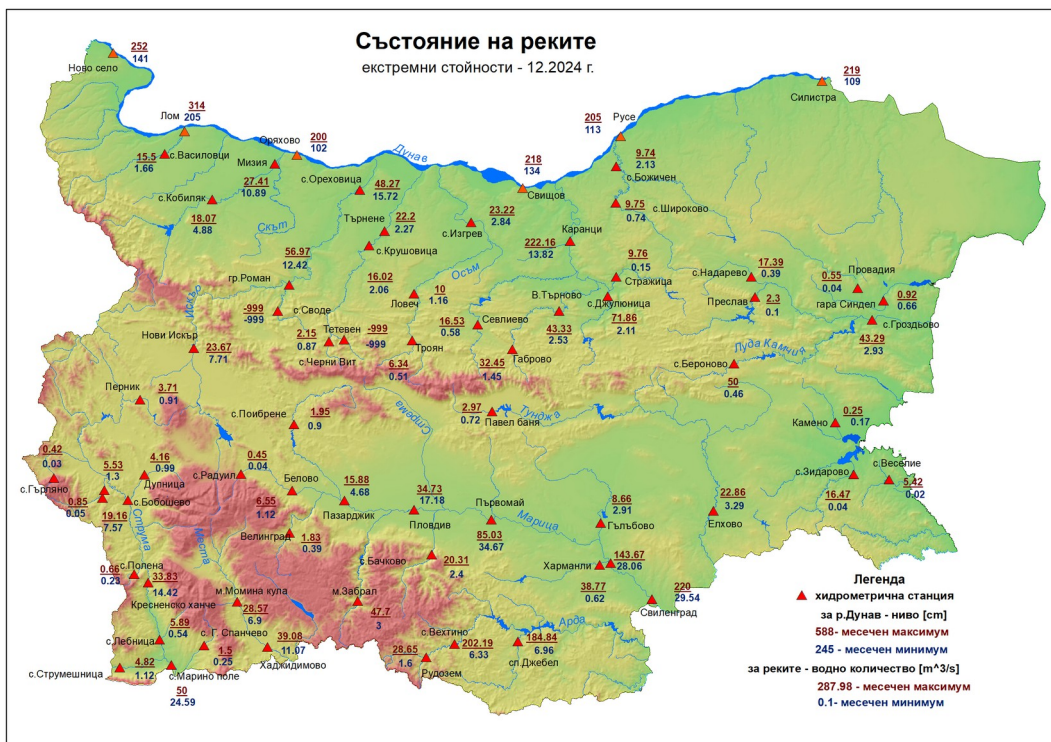 Състояние на реките
екстремни стойности - 12.2024 г.
252
141
Ново село
314
205
Лом
15.5
1.66
с.Василовци
Оряхово
200
102
Мизия
27.41
10.89
с.Кобиляк
18.07
4.88
Скът
с.Ореховица
48.27
15.72
Дунав
218
134
Свищов
205
113
Русе
219
109
Силистра
9.74
2.13
с.Божичен
9.75
0.74
с.Широково
Търнене
22.2
2.27
с.Крушовица
16.02
2.06
23.22
2.84
с.Изгрев
Каранци
222.16
13.82
56.97
12.42
гр.Роман
Искър
Осъм
10
1.16
Ловеч
9.76
0.15
Стражица
В.Търново
43.33
2.53
с.Джулюница
71.86
2.11
с.Надарево
17.39
0.39
Преслав
2.3
0.1
Провадия
0.55
0.04
гара Синдел
0.92
0.66
с.Гроздьово
43.29
2.93
-999
-999
с.Своде
Тетевен
-999
-999
2.15
0.87
с.Черни Вит
Троян
6.34
0.51
Севлиево
16.53
0.58
Габрово
32.45
1.45
Нови Искър
23.67
7.71
Луда Камчия
с.Бероново
50
0.46
Перник
3.71
0.91
с.Поибрене
1.95
0.9
Стряма
2.97
0.72
Павел баня
Тунджа
Камено
0.25
0.17
0.42
0.03
с.Гърляно
5.53
1.3
4.16
0.99
Дупница
0.85
0.05
19.16
7.57
с.Бобошево
с.Радуил
0.45
0.04
Белово
6.55
1.12
15.88
4.68
Пазарджик
34.73
17.18
Пловдив
Първомай
85.03
34.67
Марица
8.66
2.91
Гълъбово
22.86
3.29
Елхово
с.Зидарово
16.47
0.04
с.Веселие
5.42
0.02
Струма
Места
Велинград
1.83
0.39
с.Бачково
20.31
2.4
Харманли
38.77
0.62
143.67
28.06
220
29.54
Свиленград
с.Полена
0.66
0.23
33.83
14.42
Кресненско ханче
м.Момина кула
28.57
6.9
м.Забрал
47.7
3
5.89
0.54
с.Лебница
с. Г. Спанчево
1.5
0.25
39.08
11.07
Хаджидимово
с.Вехтино
202.19
6.33
28.65
1.6
Рудозем
Арда
184.84
6.96
сп.Джебел
4.82
1.12
с.Струмешница
с.Марино поле
50
24.59
Легенда
хидрометрична станция
за р.Дунав - ниво [cm]
588- месечен максимум
245 - месечен минимум
за реките - водно количество [m^3/s]
287.98 - месечен максимум
0.1- месечен минимум